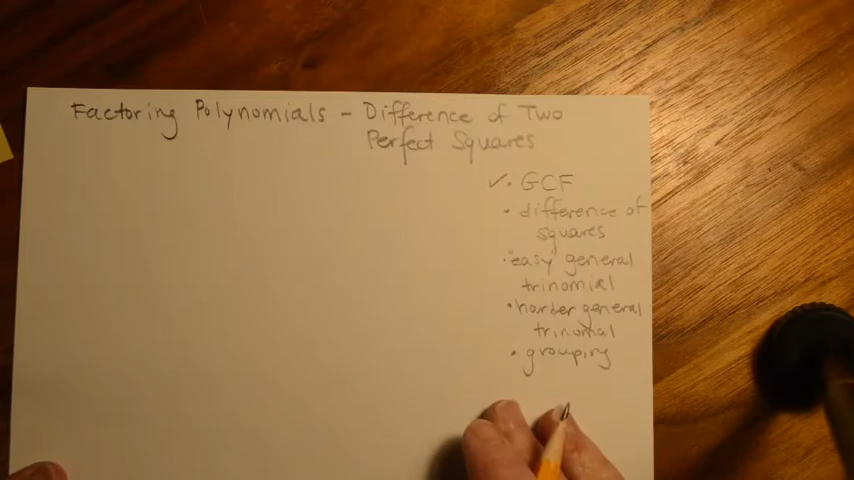 Factoring Polynomials - Difference of Two
Perfect Squares
✓• GCF
• difference of
squares
• "easy" general
trinomial
• harder general
trinomial
• grouping